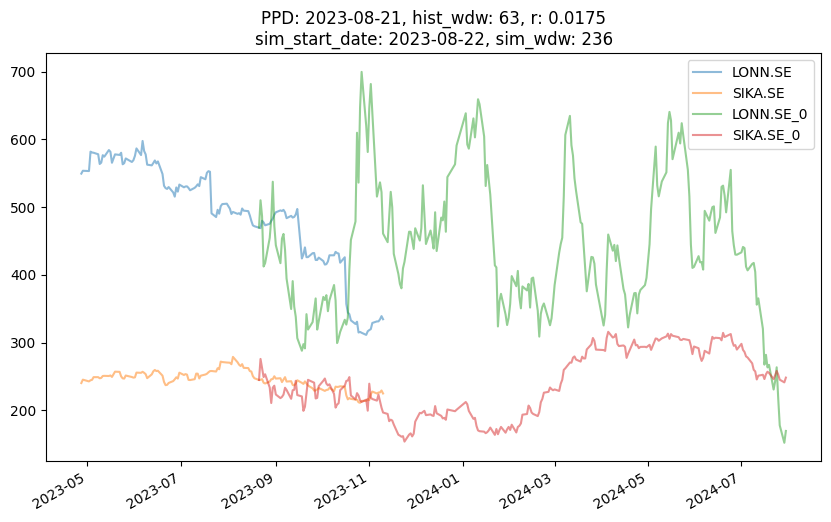 PPD: 2023-08-21, hist_wdw: 63, r: 0.0175
sim_start_date: 2023-08-22, sim_wdw: 236
LONN.SE
SIKA.SE
LONN.SE_0
SIKA.SE_0
700
600
500
400
300
200
2023-05
2023-07
2023-09
2023-11
2024-01
2024-03
2024-05
2024-07